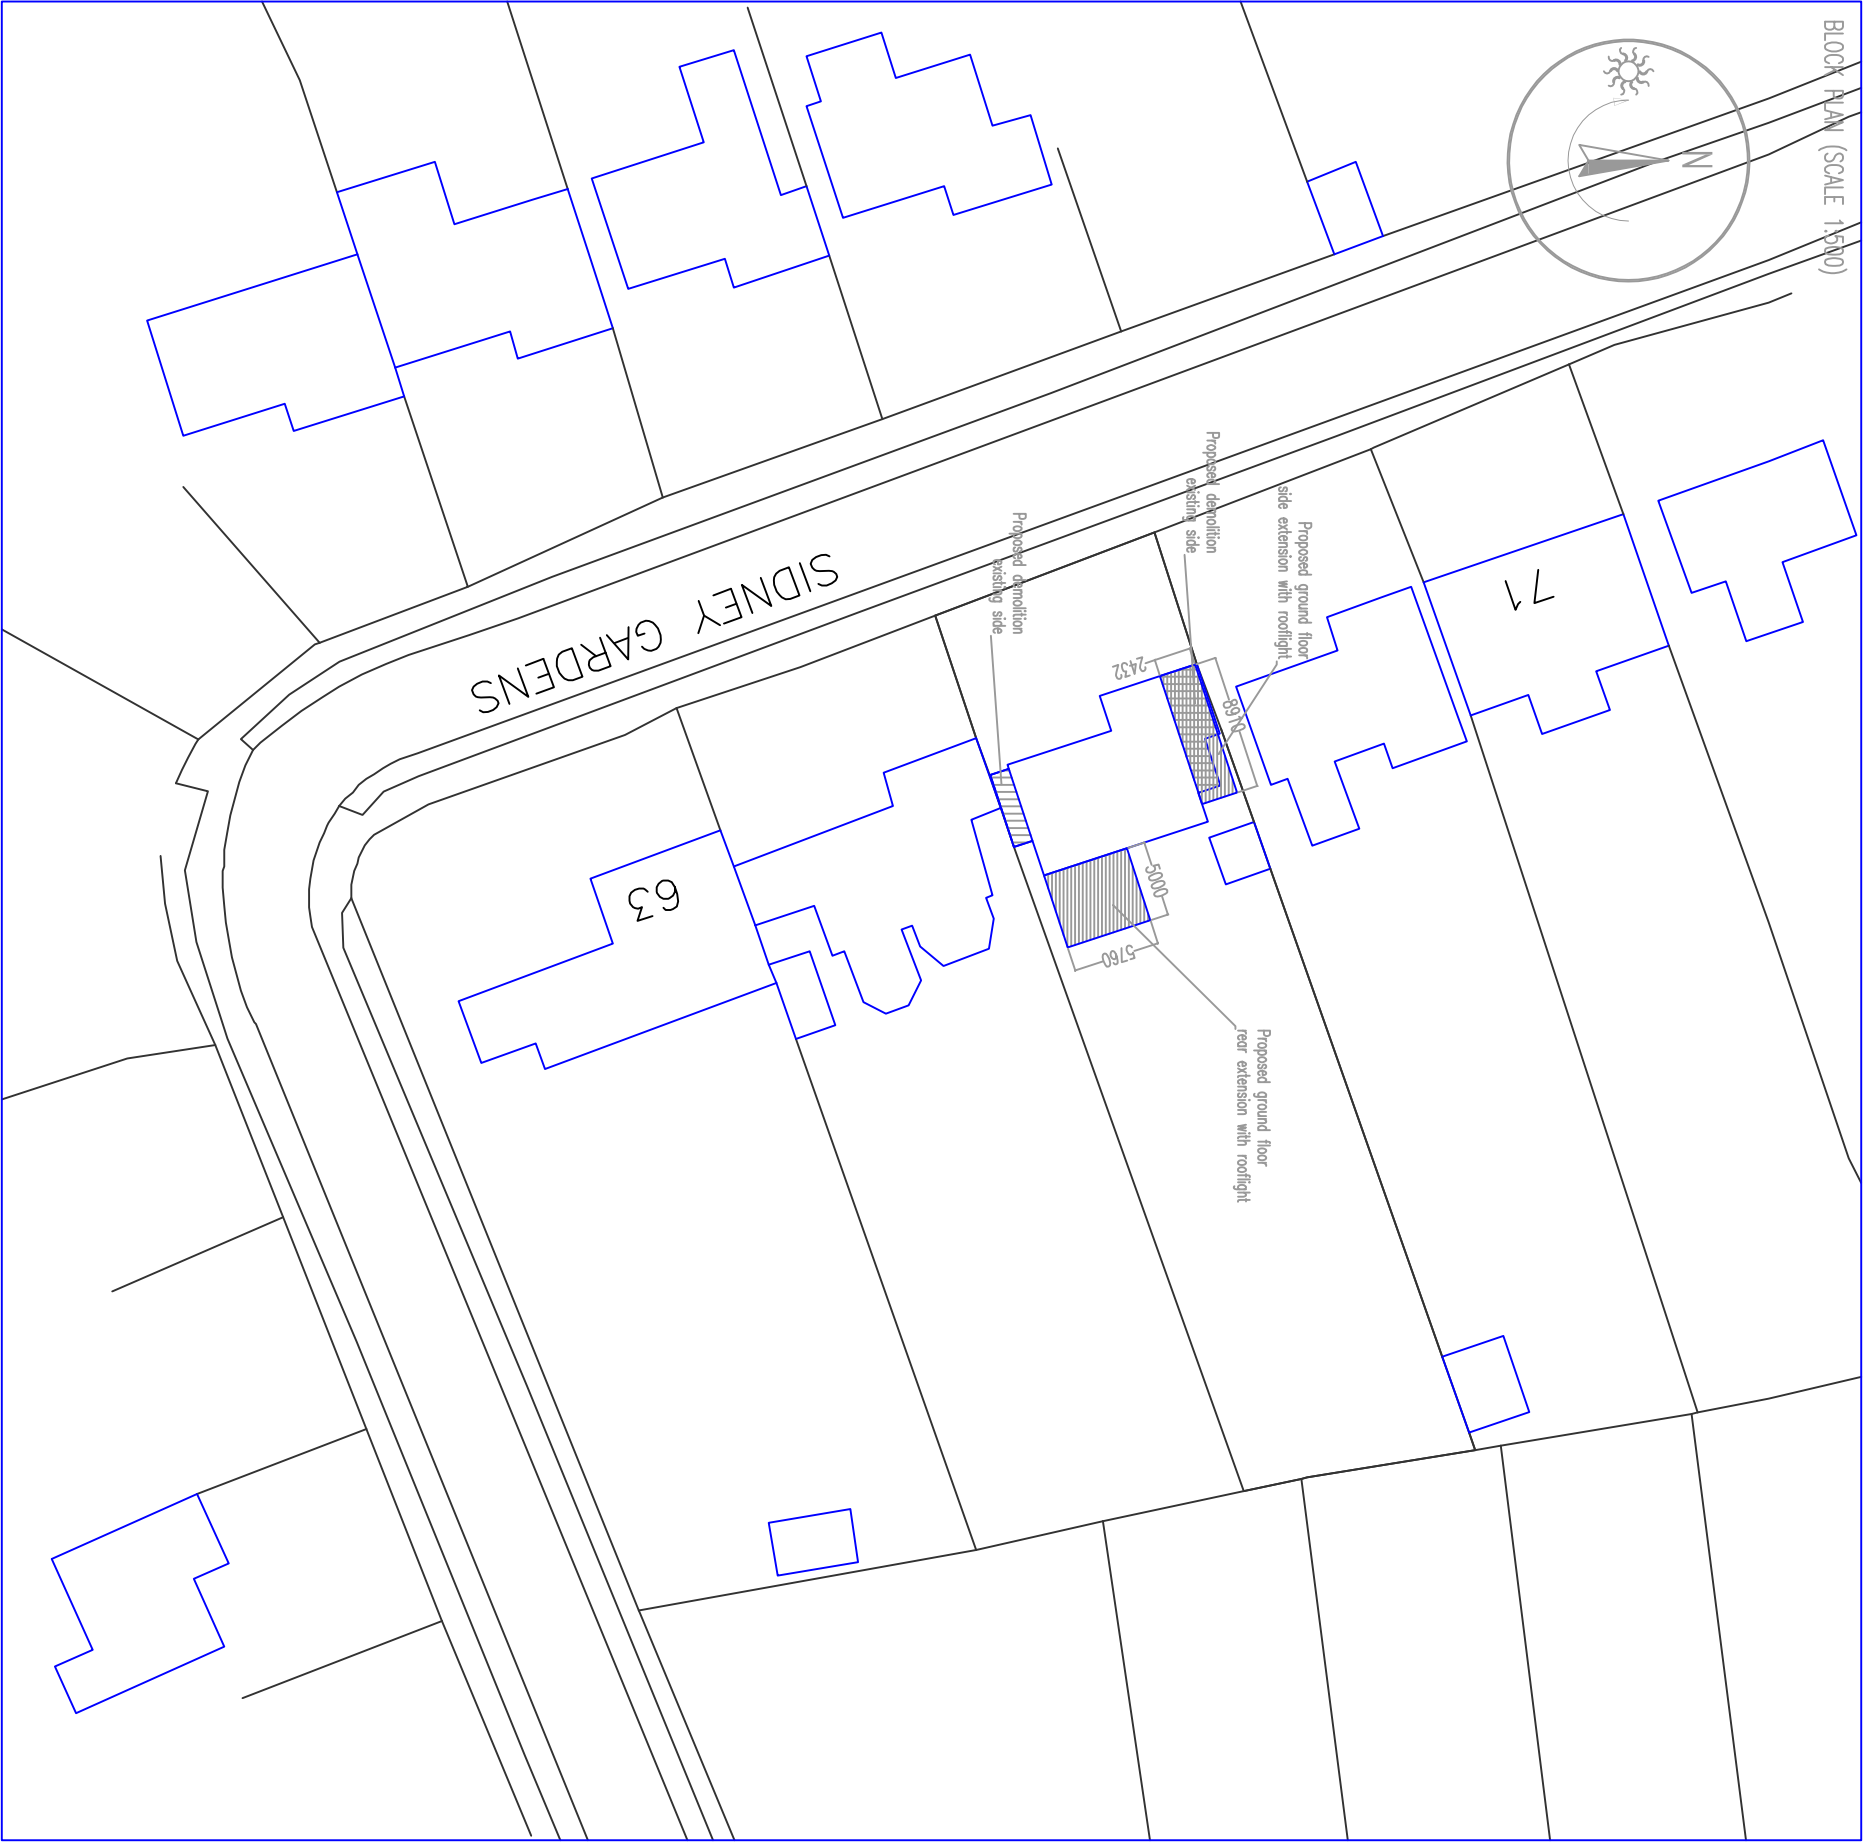 BLOCK PLAN (SCALE 1:500)
N
Proposed demolition
existing side
Proposed ground floor
side extension with rooflight
Proposed demolition
existing side
SIDNEY GARDENS
71
2432
8910
63
5000
5760
Proposed ground floor
rear extension with rooflight